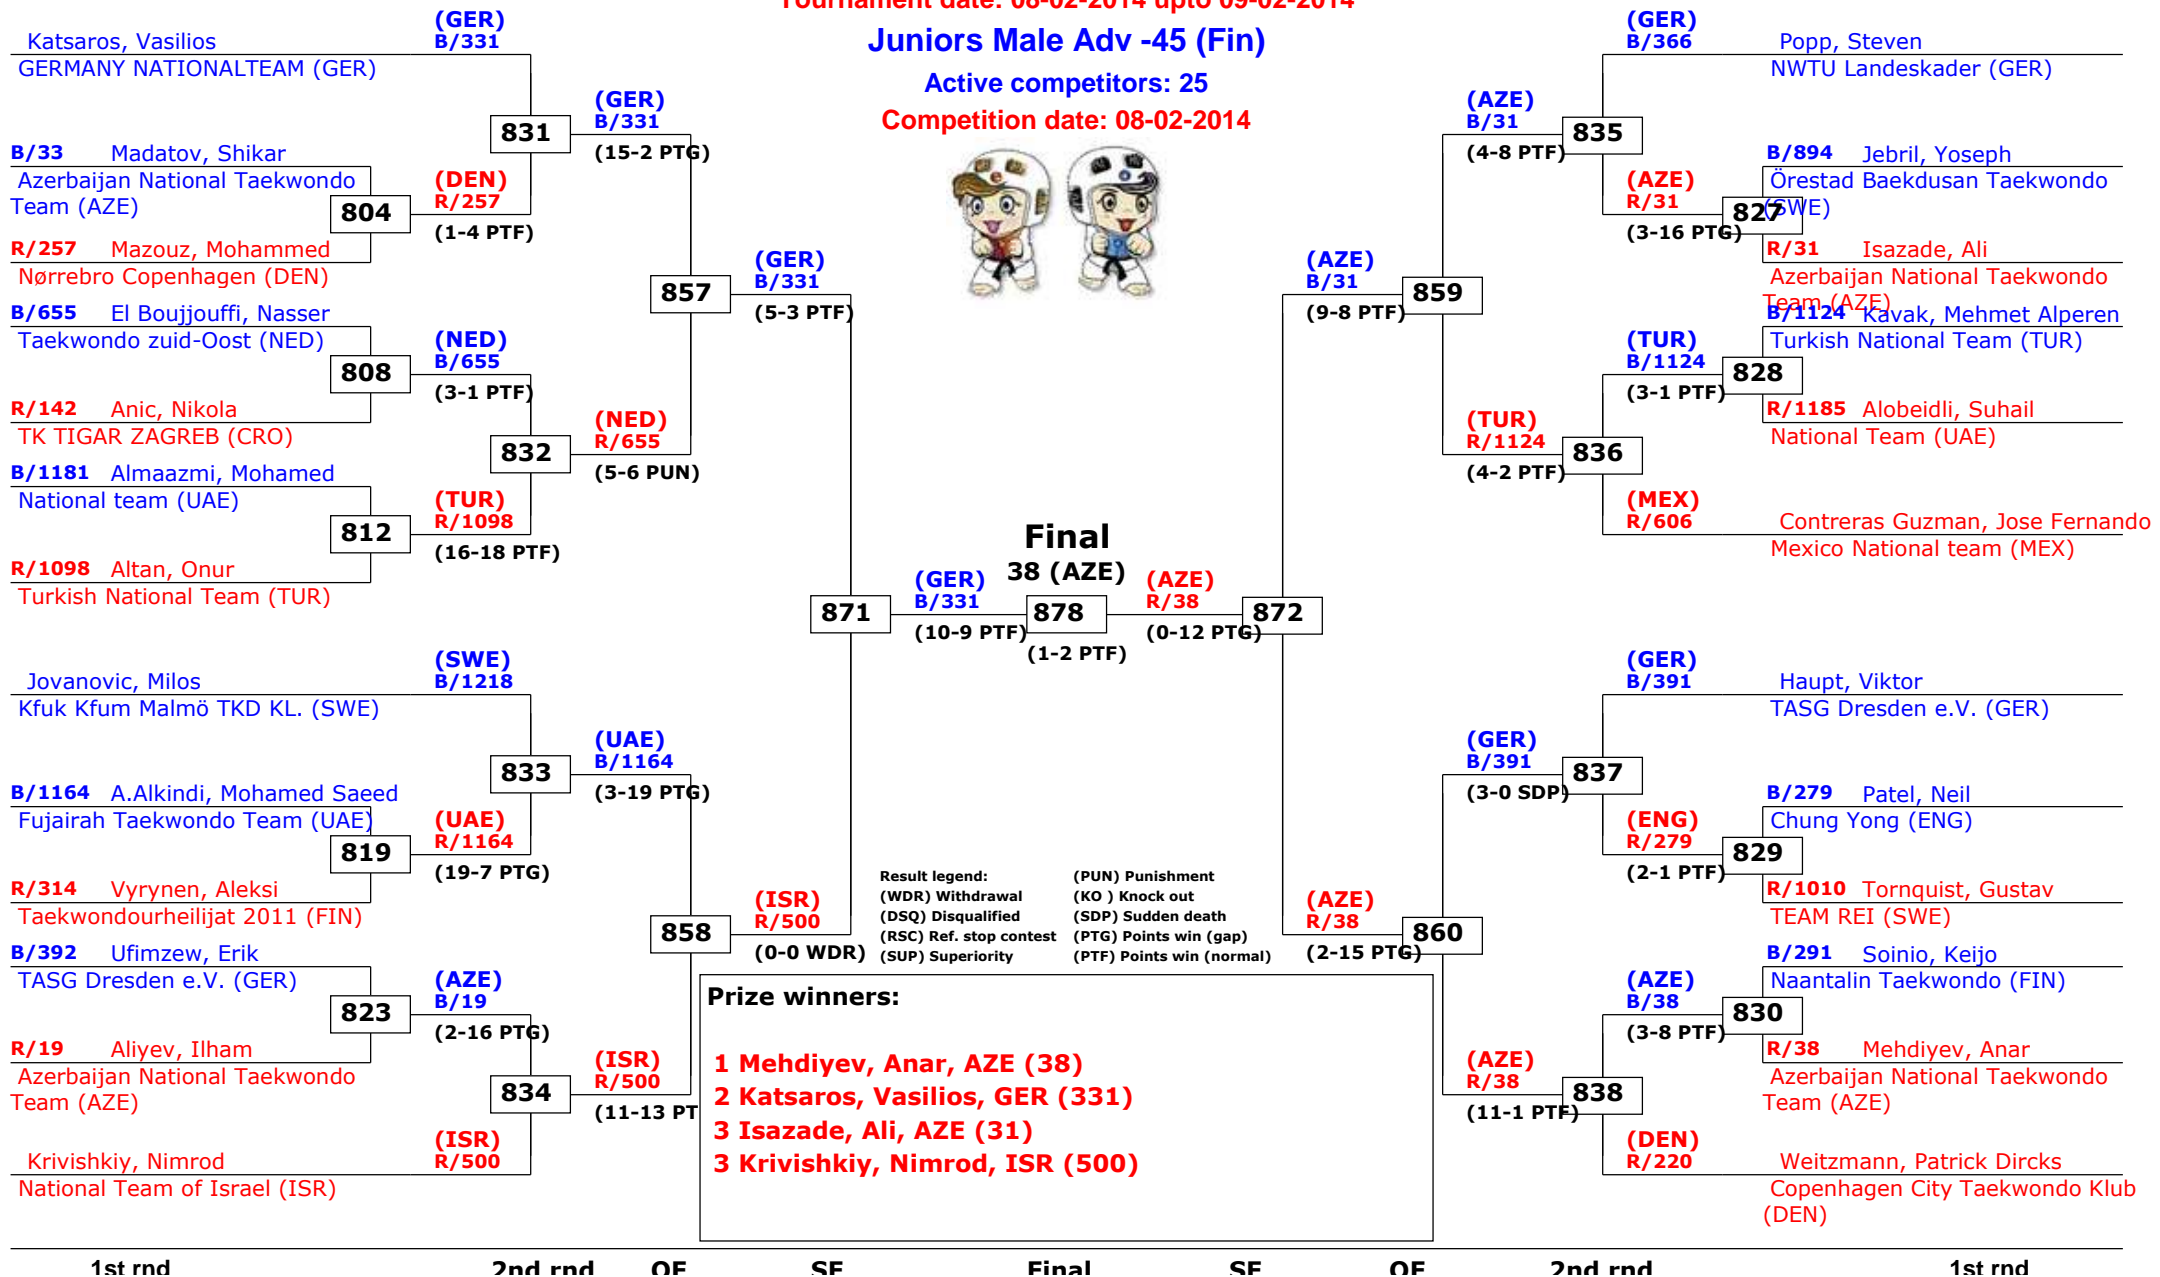 Tournament date: 08-02-2014 upto 09-02-2014
Juniors Male Adv -45 (Fin)
Active competitors: 25
Competition date: 08-02-2014
Katsaros, Vasilios
GERMANY NATIONALTEAM (GER)
(GER)
B/331
B/33 Madatov, Shikar
Azerbaijan National Taekwondo
Team (AZE)
804
R/257 Mazouz, Mohammed
Nørrebro Copenhagen (DEN)
(DEN)
R/257
(1-4 PTF)
831
(GER)
B/331
(15-2 PTG)
B/655 El Boujjouffi, Nasser
Taekwondo zuid-Oost (NED)
808
R/142 Anic, Nikola
TK TIGAR ZAGREB (CRO)
(NED)
B/655
(3-1 PTF)
B/1181 Almaazmi, Mohamed
National team (UAE)
812
R/1098 Altan, Onur
Turkish National Team (TUR)
(TUR)
R/1098
(16-18 PTF)
832
(NED)
R/655
(5-6 PUN)
857
(GER)
B/331
(5-3 PTF)
Jovanovic, Milos
Kfuk Kfum Malmö TKD KL. (SWE)
(SWE)
B/1218
B/1164 A.Alkindi, Mohamed Saeed
Fujairah Taekwondo Team (UAE)
819
R/314 Vyrynen, Aleksi
Taekwondourheilijat 2011 (FIN)
(UAE)
R/1164
(19-7 PTG)
833
(UAE)
B/1164
(3-19 PTG)
B/392 Ufimzew, Erik
TASG Dresden e.V. (GER)
823
R/19 Aliyev, Ilham
Azerbaijan National Taekwondo
Team (AZE)
(AZE)
B/19
(2-16 PTG)
Krivishkiy, Nimrod
National Team of Israel (ISR)
(ISR)
R/500
834
(ISR)
R/500
(11-13 PT
858
(ISR)
R/500
(0-0 WDR)
871
(GER)
B/331
(10-9 PTF)
Final
38 (AZE)
878
(1-2 PTF)
(AZE)
R/38
(0-12 PTG)
872
(AZE)
B/31
(9-8 PTF)
859
(AZE)
B/31
(4-8 PTF)
835
(GER)
B/366
Popp, Steven
NWTU Landeskader (GER)
(AZE)
R/31
(3-16 PTG)
827
B/894 Jebril, Yoseph
Örestad Baekdusan Taekwondo
(SWE)
R/31 Isazade, Ali
Azerbaijan National Taekwondo
Team (AZE)
(TUR)
R/1124
(4-2 PTF)
836
(TUR)
B/1124
(3-1 PTF)
828
B/1124 Kavak, Mehmet Alperen
Turkish National Team (TUR)
R/1185 Alobeidli, Suhail
National Team (UAE)
(MEX)
R/606
Contreras Guzman, Jose Fernando
Mexico National team (MEX)
(AZE)
R/38
(2-15 PTG)
860
(GER)
B/391
(3-0 SDP)
837
(GER)
B/391
Haupt, Viktor
TASG Dresden e.V. (GER)
(ENG)
R/279
(2-1 PTF)
829
B/279 Patel, Neil
Chung Yong (ENG)
R/1010 Tornquist, Gustav
TEAM REI (SWE)
(AZE)
R/38
(11-1 PTF)
838
(AZE)
B/38
(3-8 PTF)
830
B/291 Soinio, Keijo
Naantalin Taekwondo (FIN)
R/38 Mehdiyev, Anar
Azerbaijan National Taekwondo
Team (AZE)
(DEN)
R/220
Weitzmann, Patrick Dircks
Copenhagen City Taekwondo Klub
(DEN)
Result legend: (PUN) Punishment
(WDR) Withdrawal (KO ) Knock out
(DSQ) Disqualified (SDP) Sudden death
(RSC) Ref. stop contest (PTG) Points win (gap)
(SUP) Superiority (PTF) Points win (normal)
Prize winners:
1 Mehdiyev, Anar, AZE (38)
2 Katsaros, Vasilios, GER (331)
3 Isazade, Ali, AZE (31)
3 Krivishkiy, Nimrod, ISR (500)
1st rnd 2nd rnd QF SF Final SF QF 2nd rnd 1st rnd